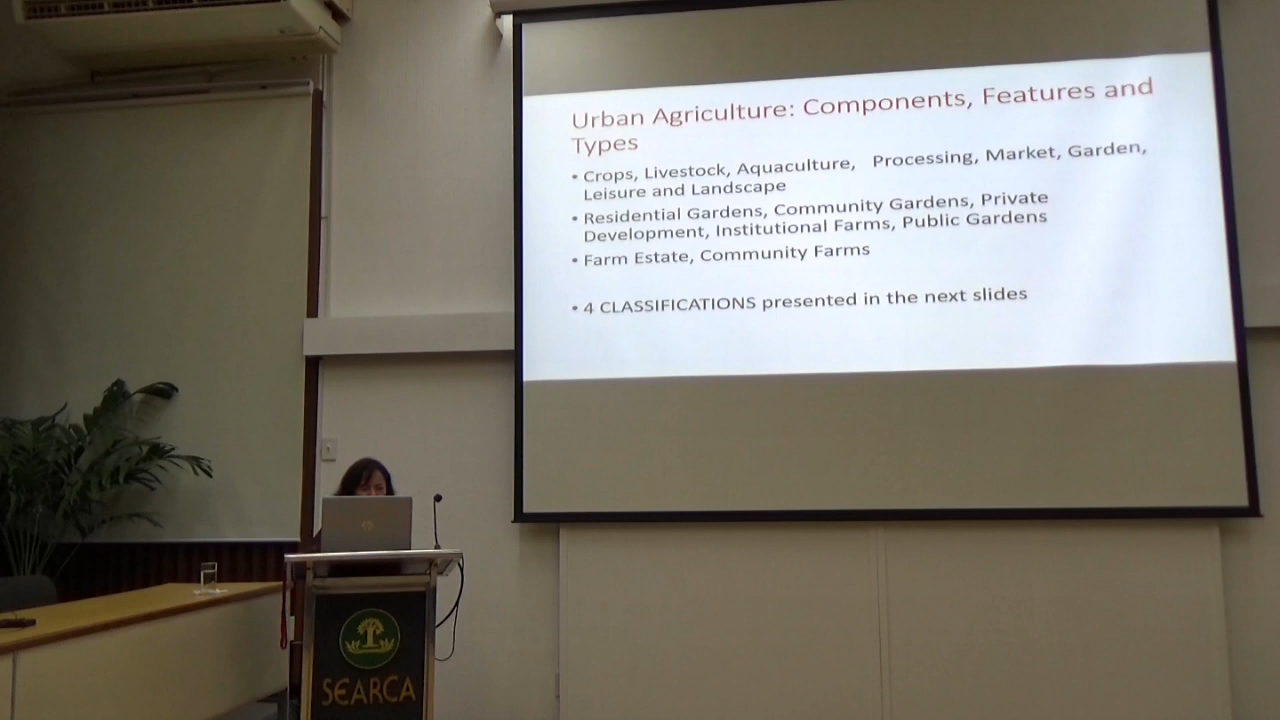 Urban Agriculture: Components, Features and
Types
• Crops, Livestock, Aquaculture, Processing, Market, Garden,
Leisure and Landscape
• Residential Gardens, Community Gardens, Private
Development, Institutional Farms, Public Gardens
• Farm Estate, Community Farms
• 4 CLASSIFICATIONS presented in the next slides
hp
SEARCA